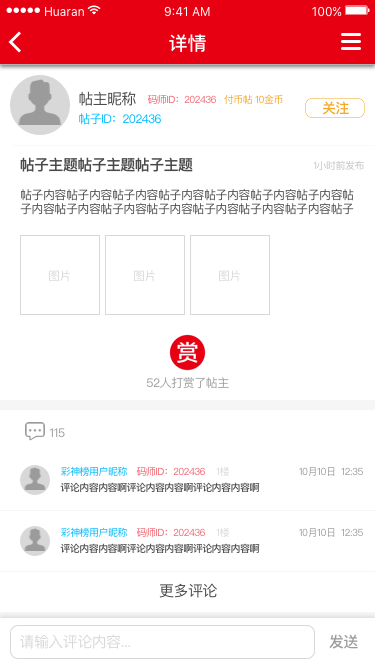 Huaran 9:41 AM 100%
详情
帖主昵称 码师ID：202436 付币帖 10金币
关注
帖子ID：202436
帖子主题帖子主题帖子主题 1小时前发布
帖子内容帖子内容帖子内容帖子内容帖子内容帖子内容帖子内容帖
子内容帖子内容帖子内容帖子内容帖子内容帖子内容帖子内容帖子
图片 图片 图片
赏
52人打赏了帖主
115
彩神榜用户昵称 码师ID：202436 1楼 10月10日 12:35
评论内容内容啊评论内容内容啊评论内容内容啊
彩神榜用户昵称 码师ID：202436 1楼 10月10日 12:35
评论内容内容啊评论内容内容啊评论内容内容啊
更多评论
请输入评论内容... 发送